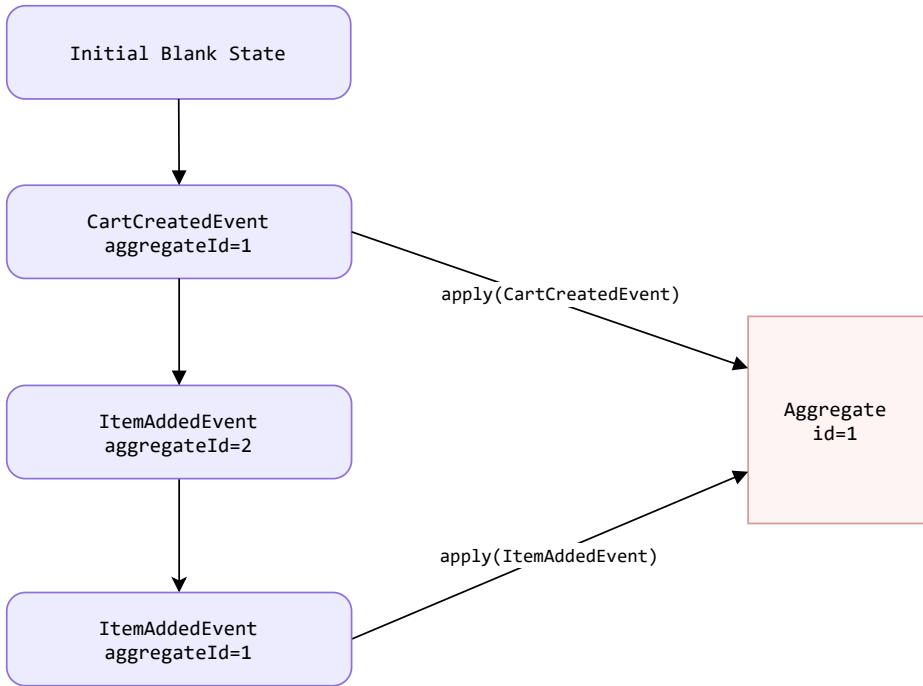 Initial Blank State
CartCreatedEvent
aggregateId=1
apply(CartCreatedEvent)
Aggregate
id=1
ItemAddedEvent
aggregateId=2
apply(ItemAddedEvent)
ItemAddedEvent
aggregateId=1